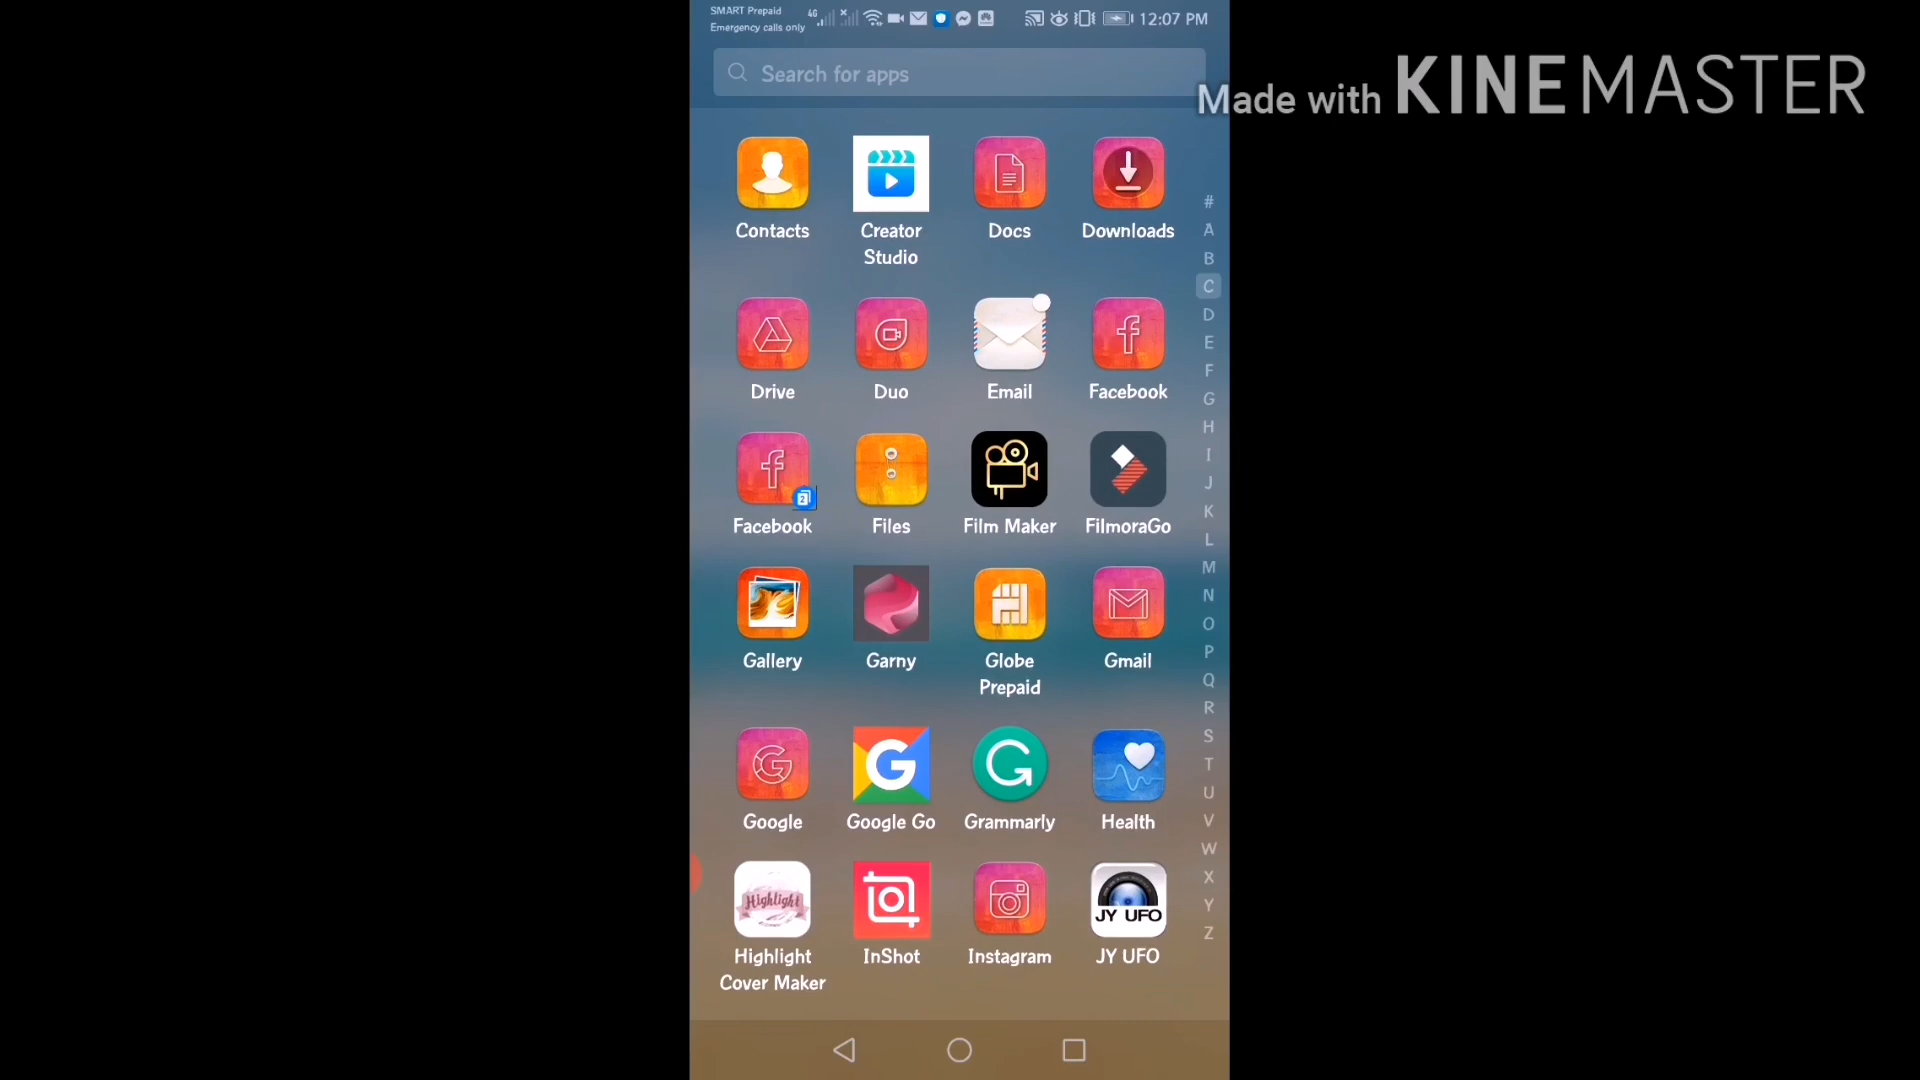 SMART Prepaid
Emergency calls only
4G
12:07 PM
Search for apps
Made with KINEMASTER
Contacts
Creator
Studio
Docs
Downloads
Drive
Duo
Email
Facebook
2
Facebook
Files
Film Maker
FilmoraGo
Gallery
Garny
Globe
Prepaid
Gmail
Google
Google Go
Grammarly
Health
Highlight
Highlight
Cover Maker
InShot
Instagram
JY UFO
JY UFO
#
A
B
C
D
E
F
G
H
I
J
K
L
M
N
O
P
Q
R
S
T
U
V
W
X
Y
Z